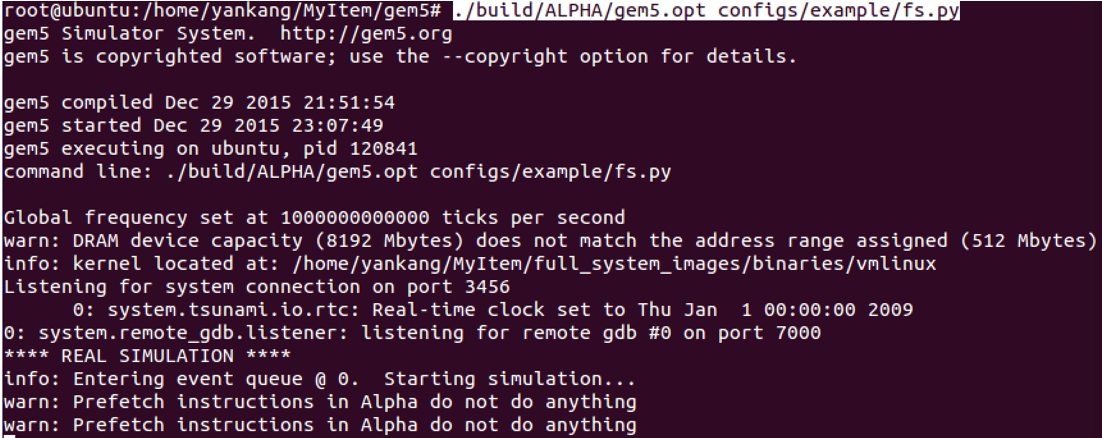 root@ubuntu:/home/yankang/MyItem/gem5# ./build/ALPHA/gem5.opt configs/example/fs.py
gem5 Simulator System.  http://gem5.org
gem5 is copyrighted software; use the --copyright option for details.

gem5 compiled Dec 29 2015 21:51:54
gem5 started Dec 29 2015 23:07:49
gem5 executing on ubuntu, pid 120841
command line: ./build/ALPHA/gem5.opt configs/example/fs.py

Global frequency set at 1000000000000 ticks per second
warn: DRAM device capacity (8192 Mbytes) does not match the address range assigned (512 Mbytes)
info: kernel located at: /home/yankang/MyItem/full_system_images/binaries/vmlinux
Listening for system connection on port 3456
      0: system.tsunami.io.rtc: Real-time clock set to Thu Jan  1 00:00:00 2009
0: system.remote_gdb.listener: listening for remote gdb #0 on port 7000
**** REAL SIMULATION ****
info: Entering event queue @ 0.  Starting simulation...
warn: Prefetch instructions in Alpha do not do anything
warn: Prefetch instructions in Alpha do not do anything